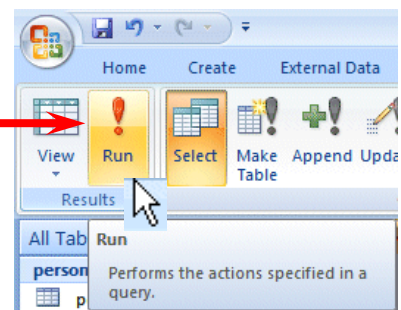 Home Create External Data
View Run Select Make Table Append Upda
Results
All Tab
Run
person
Performs the actions specified in a
query.
p